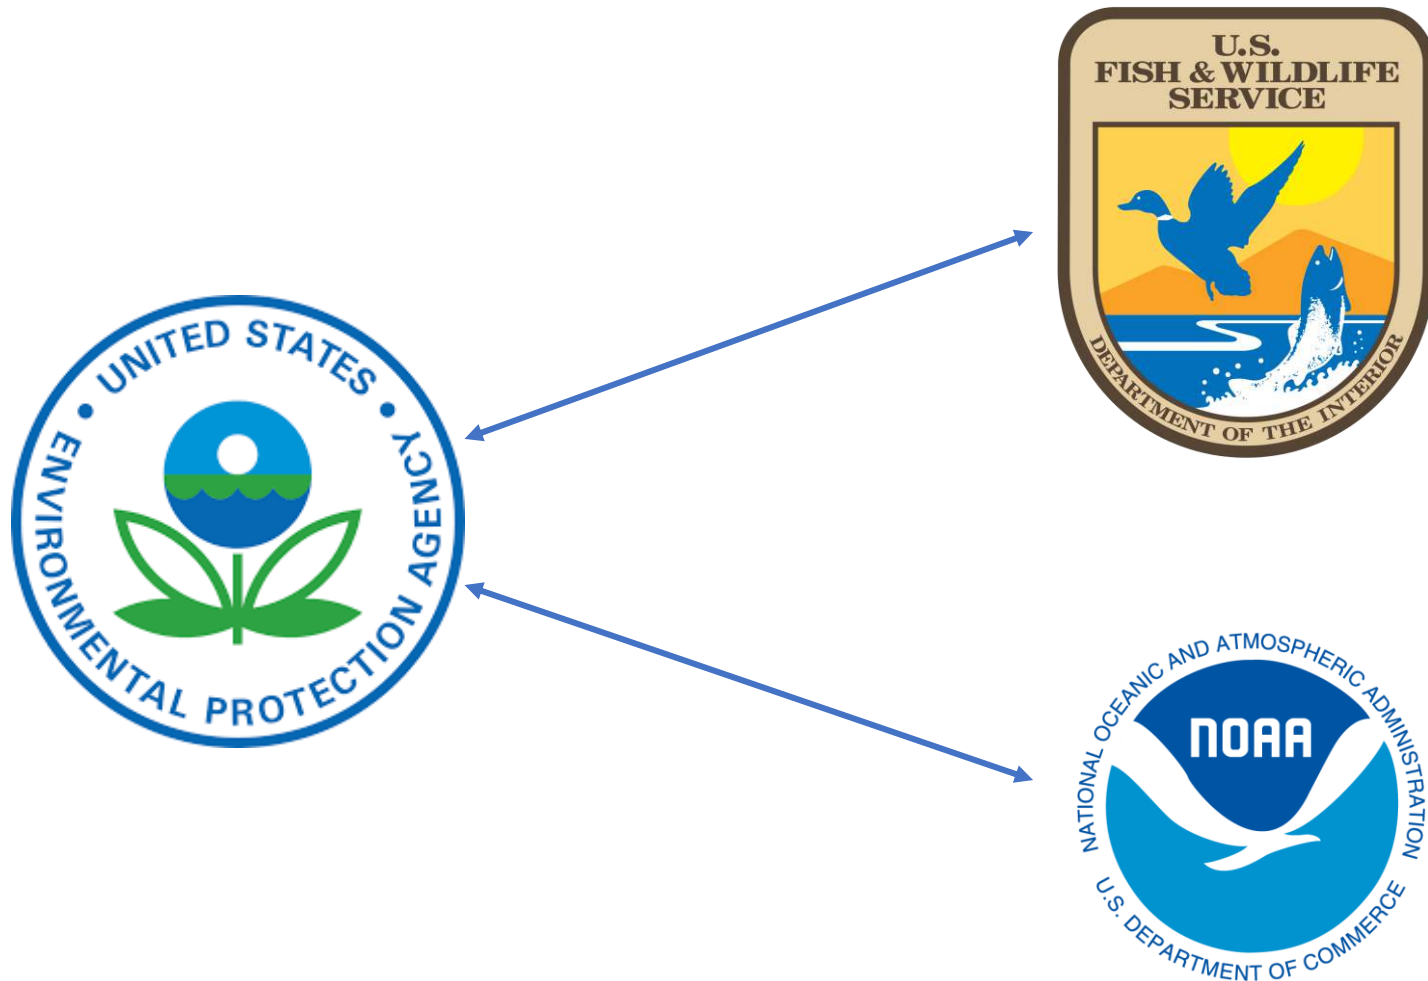 U.S.
FISH & WILDLIFE
SERVICE
DEPARTMENT OF THE INTERIOR
• UNITED STATES •
ENVIRONMENTAL PROTECTION AGENCY
NATIONAL OCEANIC AND ATMOSPHERIC ADMINISTRATION
NOAA
U.S. DEPARTMENT OF COMMERCE